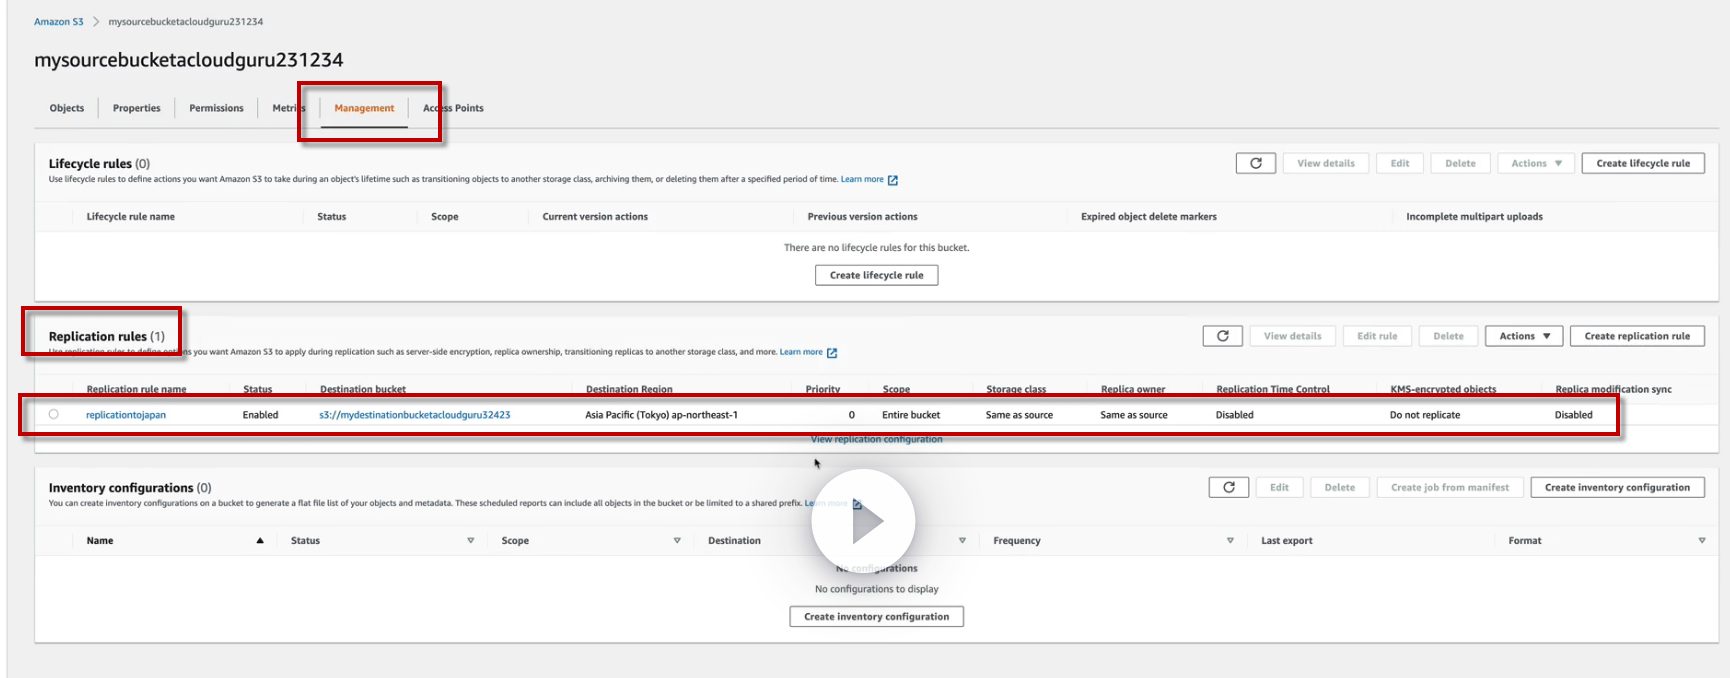 Amazon S3 > mysourcebucketacloudguru231234
mysourcebucketacloudguru231234
Objects Properties Permissions Metrics Management Access Points
Lifecycle rules (0) View details Edit Delete Actions Create lifecycle rule
Use lifecycle rules to define actions you want Amazon S3 to take during an object's lifetime such as transitioning objects to another storage class, archiving them, or deleting them after a specified period of time. Learn more
Lifecycle rule name Status Scope Current version actions Previous version actions Expired object delete markers Incomplete multipart uploads
There are no lifecycle rules for this bucket.
Create lifecycle rule
Replication rules (1) View details Edit rule Delete Actions Create replication rule
Use replication rules to define options you want Amazon S3 to apply during replication such as server-side encryption, replica ownership, transitioning replicas to another storage class, and more. Learn more
Replication rule name Status Destination bucket Destination Region Priority Scope Storage class Replica owner Replication Time Control KMS-encrypted objects Replica modification sync
replicationtojapan Enabled s3://mydestinationbucketacloudguru32423 Asia Pacific (Tokyo) ap-northeast-1 0 Entire bucket Same as source Same as source Disabled Do not replicate Disabled
View replication configuration
Inventory configurations (0) Edit Delete Create job from manifest Create inventory configuration
You can create inventory configurations on a bucket to generate a flat file list of your objects and metadata. These scheduled reports can include all objects in the bucket or be limited to a shared prefix. Learn more
Name Status Scope Destination Frequency Last export Format
No configurations
No configurations to display
Create inventory configuration